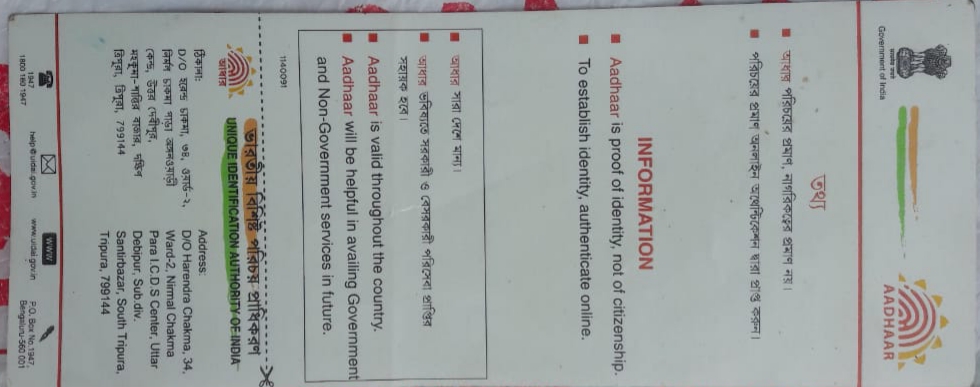 Government of India
AADHAAR
তথ্য
■ আধার পরিচয়ের প্রমাণ, নাগরিকত্বের প্রমাণ নয়।
■ পরিচয়ের প্রমাণ অনলাইন অথেন্টিকেশন দ্বারা প্রাপ্ত করুন।
INFORMATION
■ Aadhaar is proof of identity, not of citizenship.
■ To establish identity, authenticate online.
■ আধার সারা দেশে মান্য।
■ আধার ভবিষ্যতে সরকারী ও বেসরকারী পরিসেবা প্রাপ্তির
সহায়ক হবে।
■ Aadhaar is valid throughout the country.
■ Aadhaar will be helpful in availing Government
and Non-Government services in future.
1140091
আধার
ভারতীয় বিশিষ্ট পরিচয় প্রাধিকরণ
UNIQUE IDENTIFICATION AUTHORITY OF INDIA
ঠিকানা:
D/O হরেন্দ্র চাকমা, ৩৪, ওয়ার্ড-২,
নির্মল চাকমা পাড়া অঙ্গনওয়াড়ী
কেন্দ্র, উত্তর দেবীপুর,
মহকুমা-শান্তির বাজার, দক্ষিণ
ত্রিপুরা, ত্রিপুরা, 799144
Address:
D/O Harendra Chakma, 34,
Ward-2, Nirmal Chakma
Para I.C.D.S Center, Uttar
Debipur, Sub.div.
Santirbazar, South Tripura,
Tripura, 799144
1947
1800 180 1947
help@uidai.gov.in
www
www.uidai.gov.in
P.O. Box No.1947,
Bengaluru-560 001